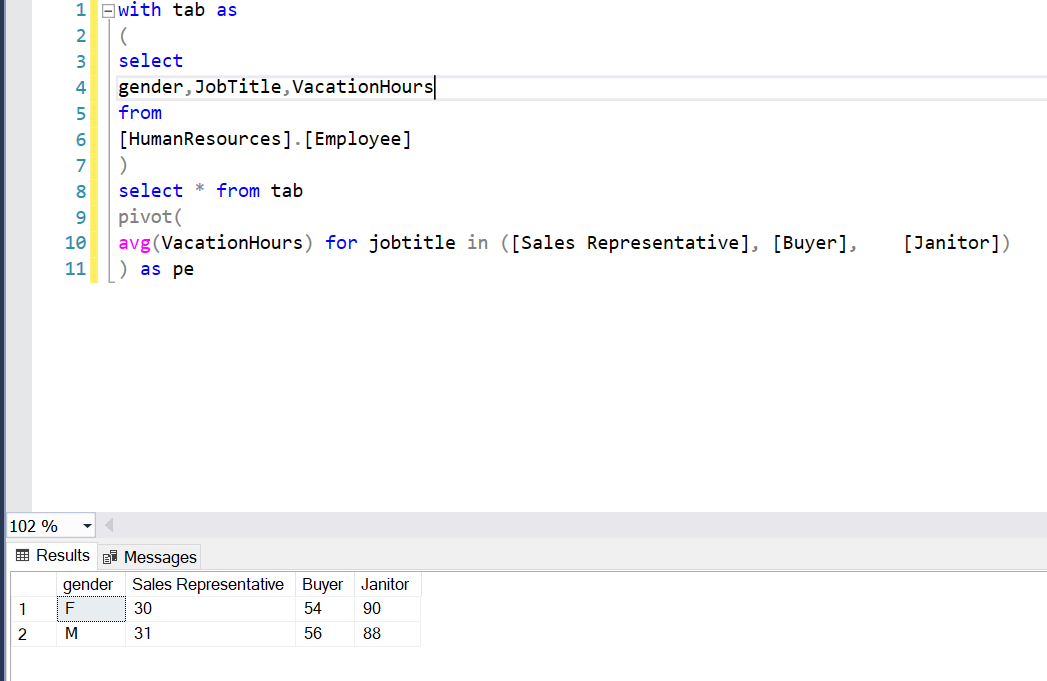 1 with tab as
2 (
3 select
4 gender,JobTitle,VacationHours
5 from
6 [HumanResources].[Employee]
7 )
8 select * from tab
9 pivot(
10 avg(VacationHours) for jobtitle in ([Sales Representative], [Buyer],    [Janitor])
11 ) as pe
102 %
Results Messages
gender Sales Representative Buyer Janitor
1 F 30 54 90
2 M 31 56 88